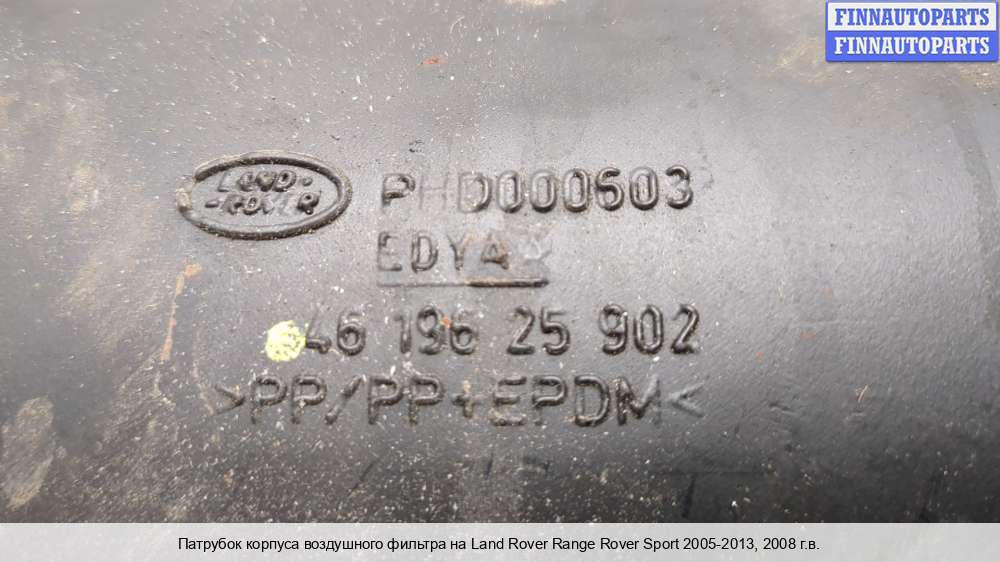 FINNAUTOPARTS
FINNAUTOPARTS
LAND-
-ROVER
PHD000603
EDYA
46 196 25 902
>PP/PP+EPDM<
Патрубок корпуса воздушного фильтра на Land Rover Range Rover Sport 2005-2013, 2008 г.в.